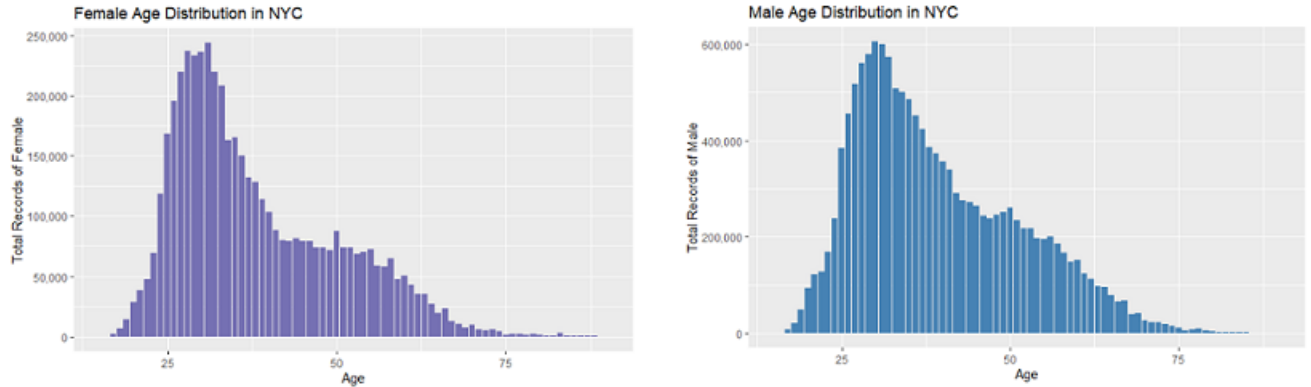 Female Age Distribution in NYC
250,000
200,000
150,000
100,000
50,000
0
Total Records of Female
25 50 75
Age
Male Age Distribution in NYC
600,000
400,000
200,000
0
Total Records of Male
25 50 75
Age